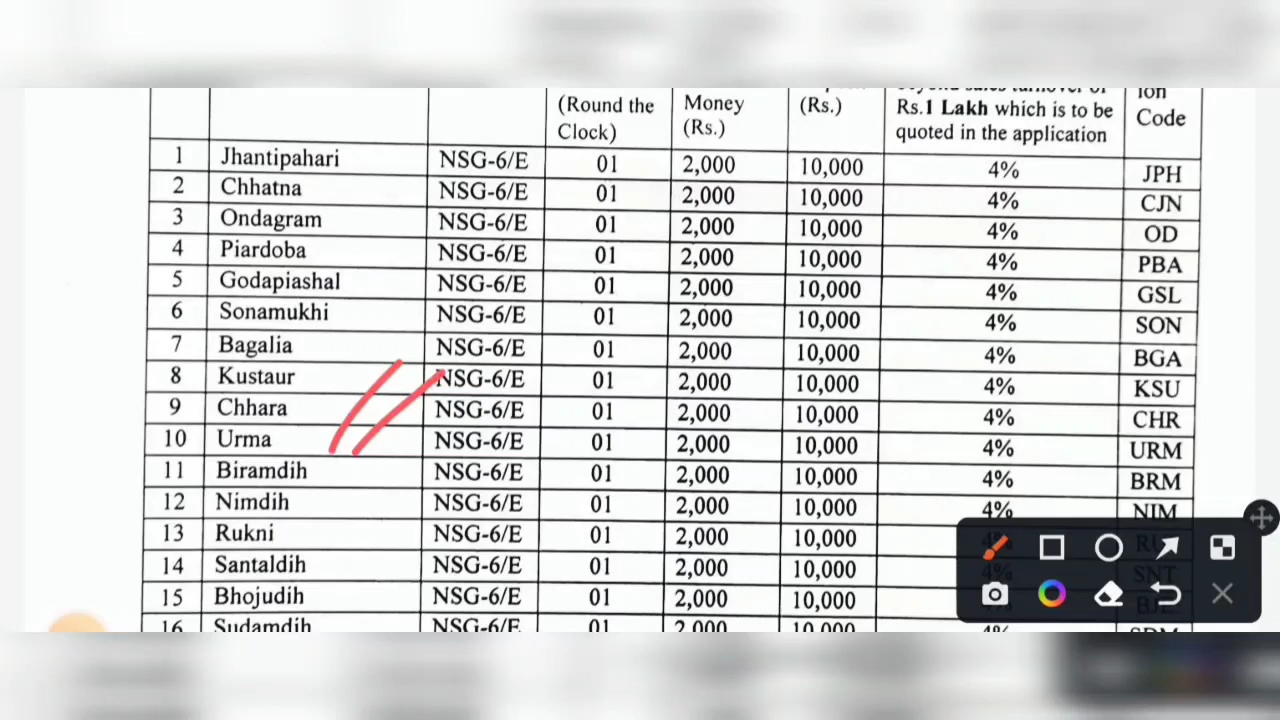 (Round the Clock) Money (Rs.) (Rs.) Rs.1 Lakh which is to be quoted in the application Code
1 Jhantipahari NSG-6/E 01 2,000 10,000 4% JPH
2 Chhatna NSG-6/E 01 2,000 10,000 4% CJN
3 Ondagram NSG-6/E 01 2,000 10,000 4% OD
4 Piardoba NSG-6/E 01 2,000 10,000 4% PBA
5 Godapiashal NSG-6/E 01 2,000 10,000 4% GSL
6 Sonamukhi NSG-6/E 01 2,000 10,000 4% SON
7 Bagalia NSG-6/E 01 2,000 10,000 4% BGA
8 Kustaur NSG-6/E 01 2,000 10,000 4% KSU
9 Chhara NSG-6/E 01 2,000 10,000 4% CHR
10 Urma NSG-6/E 01 2,000 10,000 4% URM
11 Biramdih NSG-6/E 01 2,000 10,000 4% BRM
12 Nimdih NSG-6/E 01 2,000 10,000 4% NIM
13 Rukni NSG-6/E 01 2,000 10,000
14 Santaldih NSG-6/E 01 2,000 10,000 4% SNT
15 Bhojudih NSG-6/E 01 2,000 10,000
16 Sudamdih NSG-6/E 01 2,000 10,000 4%